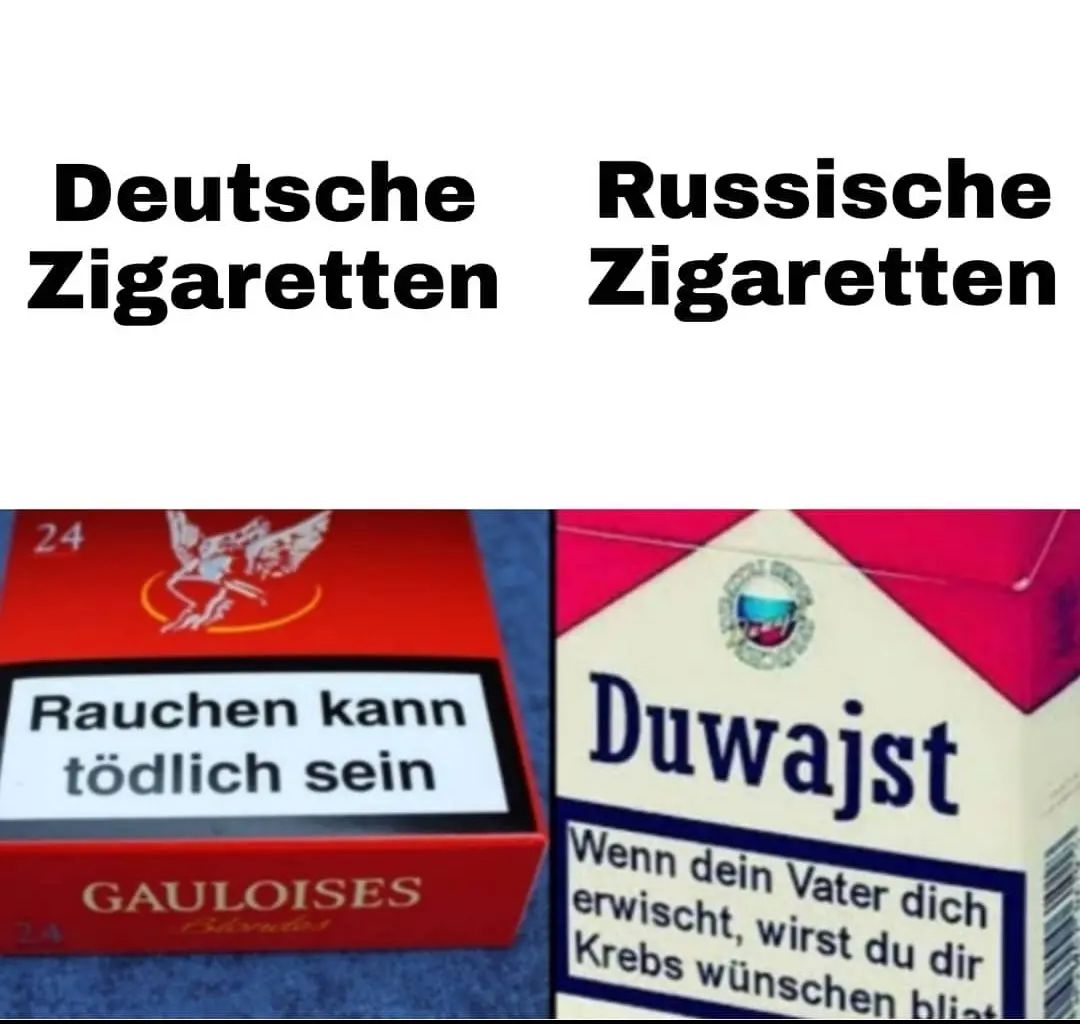 Deutsche
Zigaretten
Russische
Zigaretten
24
Rauchen kann
tödlich sein
GAULOISES
Blondes
24
Duwajst
Wenn dein Vater dich
erwischt, wirst du dir
Krebs wünschen bljat